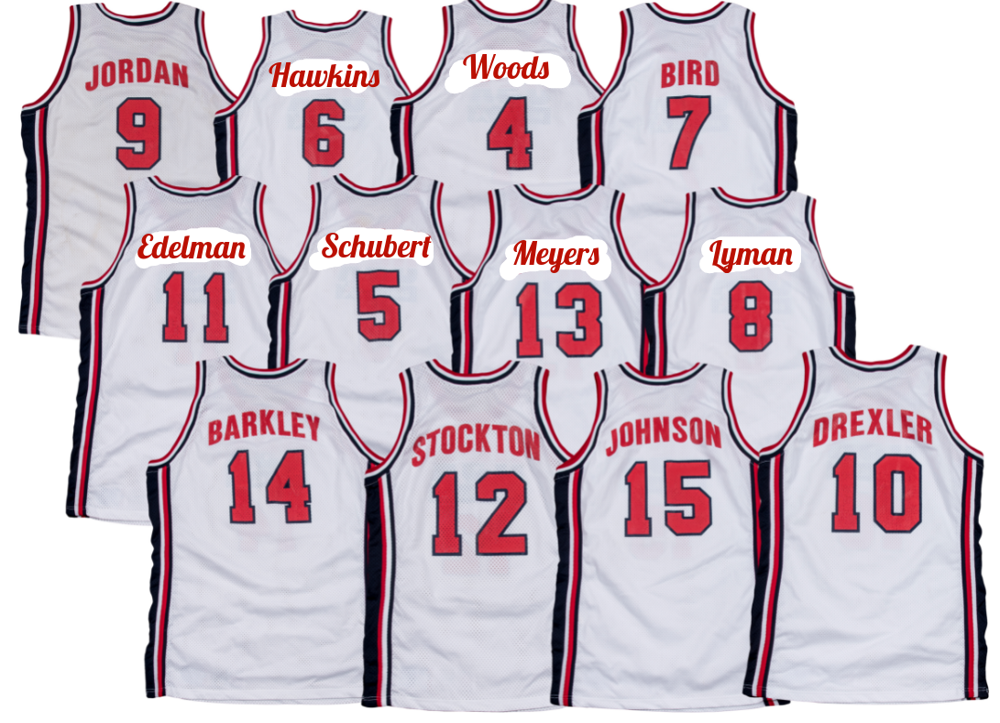 JORDAN
9
Hawkins
6
Woods
4
BIRD
7
Edelman
11
Schubert
5
Meyers
13
Lyman
8
BARKLEY
14
STOCKTON
12
JOHNSON
15
DREXLER
10